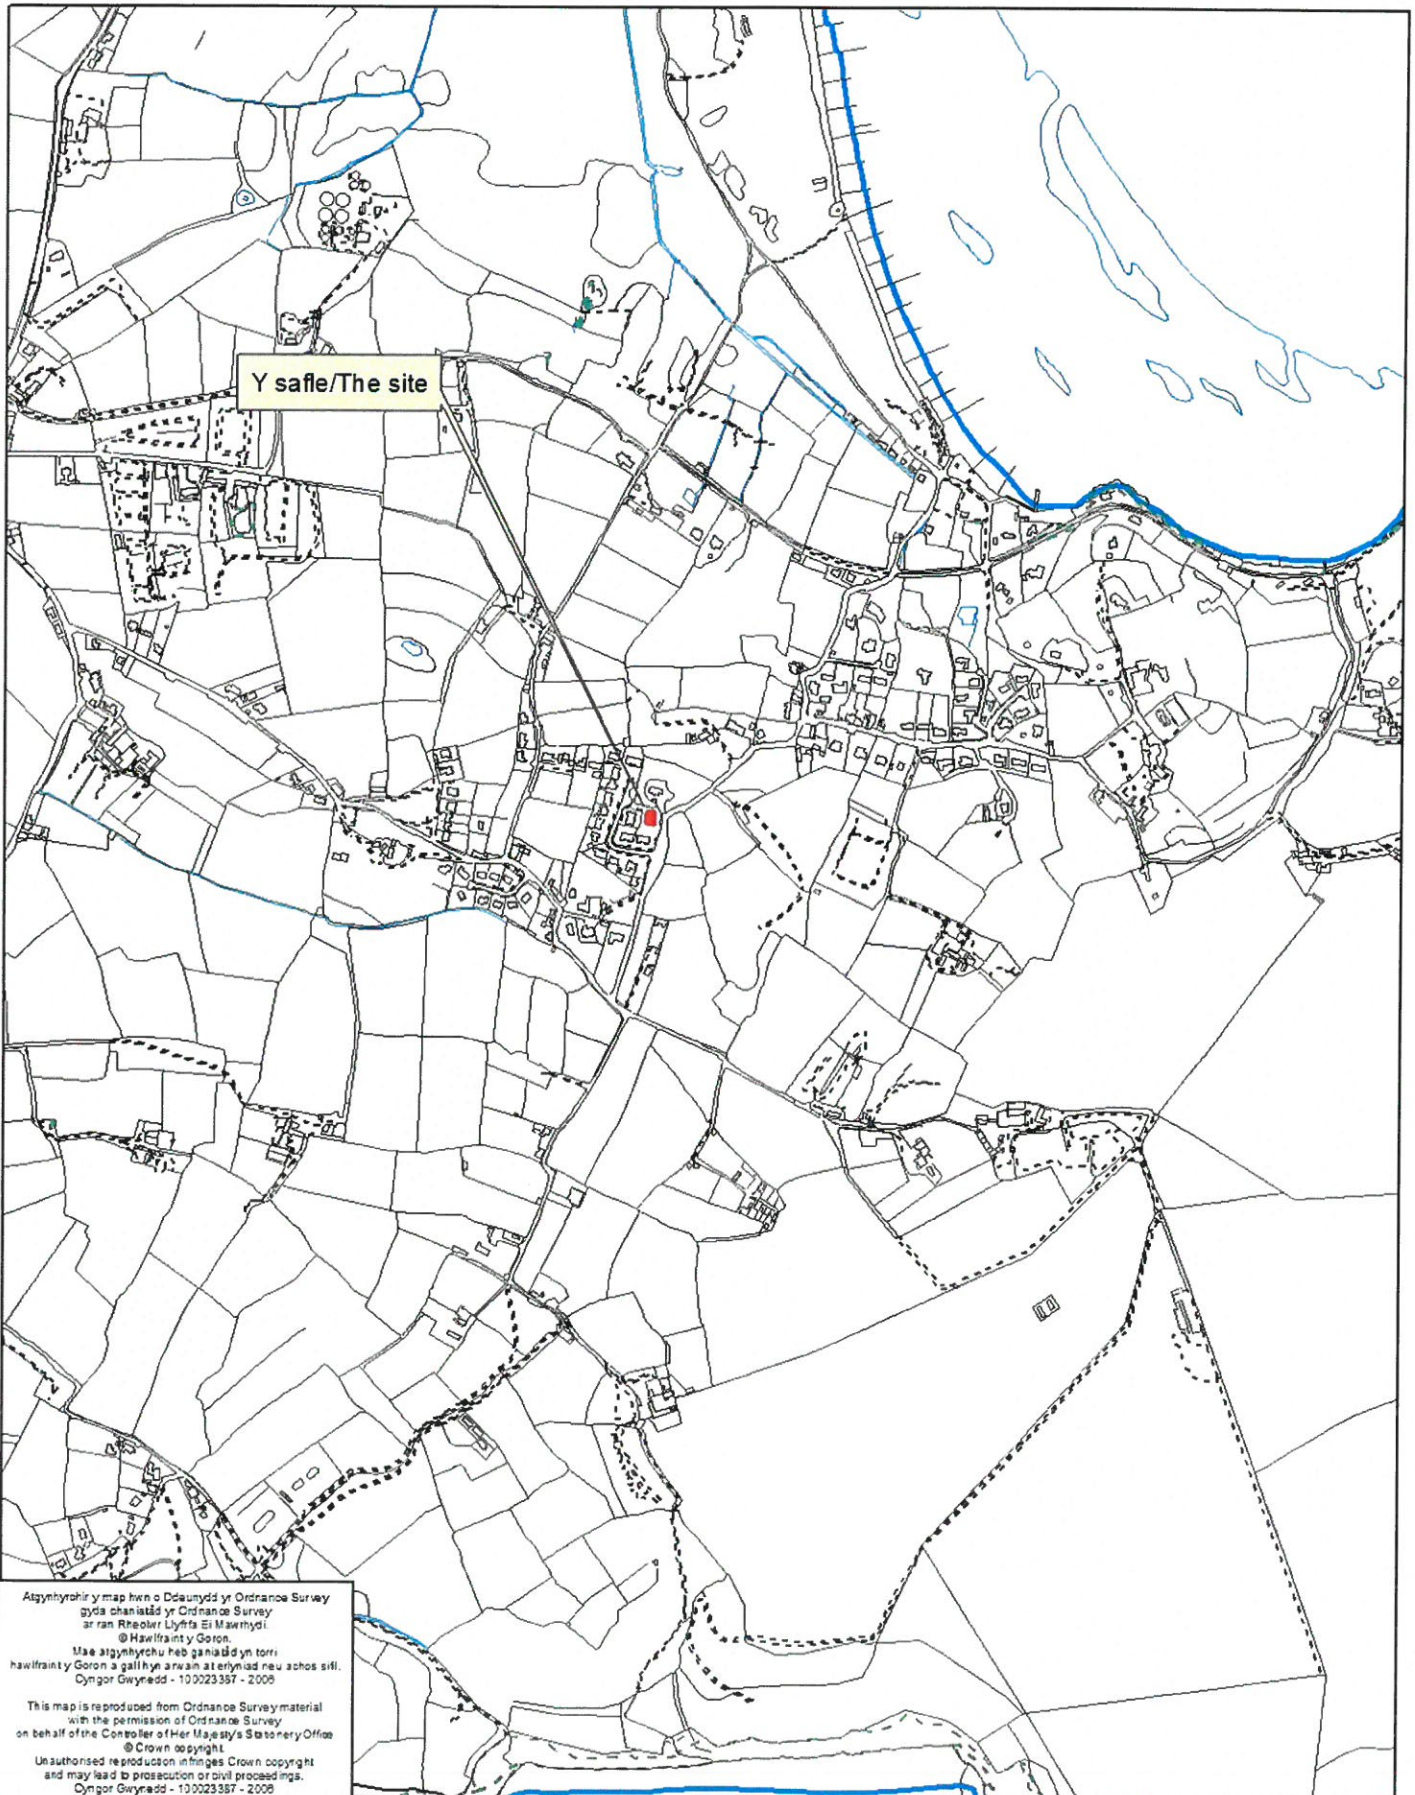 Y safle/The site
Atgynhyrchir y map hwn o Ddeunydd yr Ordnance Survey
gyda chaniatâd yr Ordnance Survey
ar ran Rheolwr Llyfrfa Ei Mawrhydi.
© Hawlfraint y Goron.
Mae atgynhyrchu heb ganiatâd yn torri
hawlfraint y Goron a gall hyn arwain at erlyniad neu achos sifil.
Cyngor Gwynedd - 100023387 - 2006
This map is reproduced from Ordnance Survey material
with the permission of Ordnance Survey
on behalf of the Controller of Her Majesty's Stationery Office
© Crown copyright.
Unauthorised reproduction infringes Crown copyright
and may lead to prosecution or civil proceedings.
Cyngor Gwynedd - 100023387 - 2006